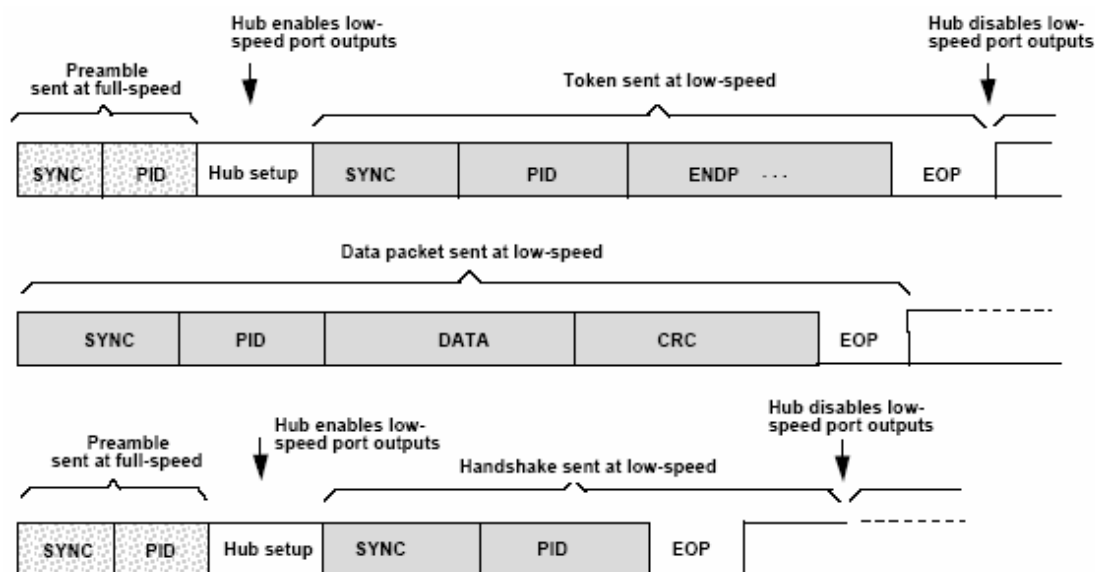 Hub enables low-
speed port outputs
Hub disables low-
speed port outputs
Preamble
sent at full-speed
Token sent at low-speed
SYNC PID Hub setup SYNC PID ENDP ... EOP
Data packet sent at low-speed
SYNC PID DATA CRC EOP
Hub enables low-
speed port outputs
Hub disables low-
speed port outputs
Preamble
sent at full-speed
Handshake sent at low-speed
SYNC PID Hub setup SYNC PID EOP